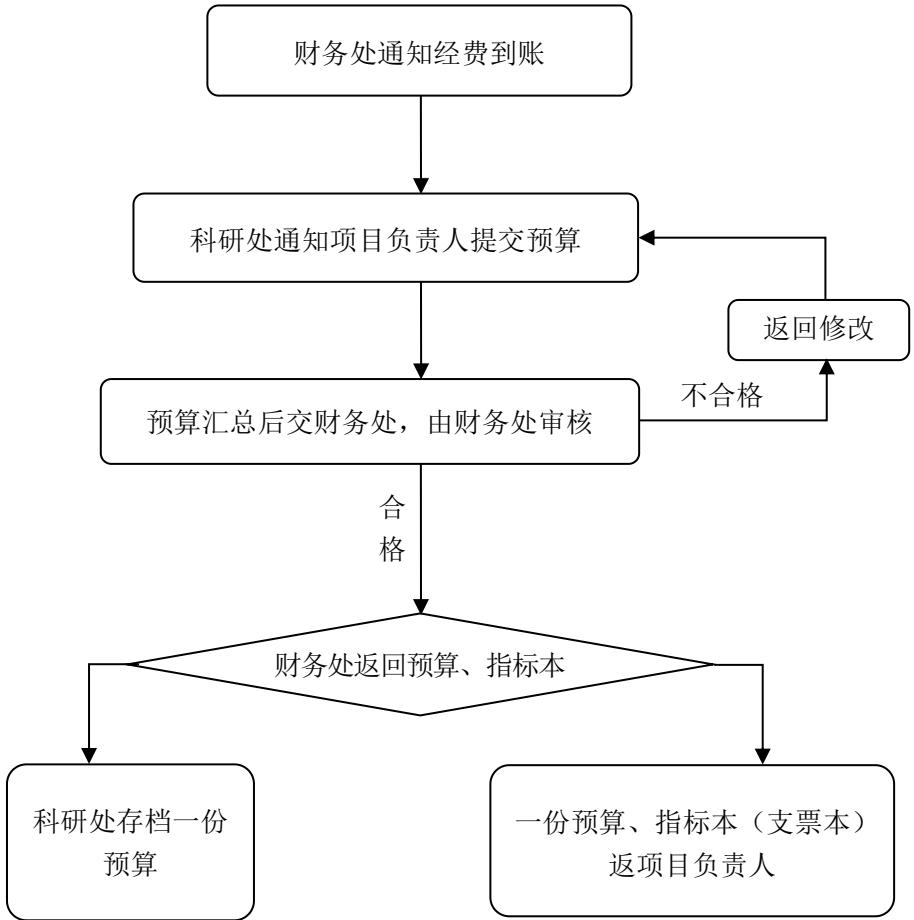 财务处通知经费到账
科研处通知项目负责人提交预算
返回修改
不合格
预算汇总后交财务处，由财务处审核
合
格
财务处返回预算、指标本
科研处存档一份
预算
一份预算、指标本（支票本）
返项目负责人